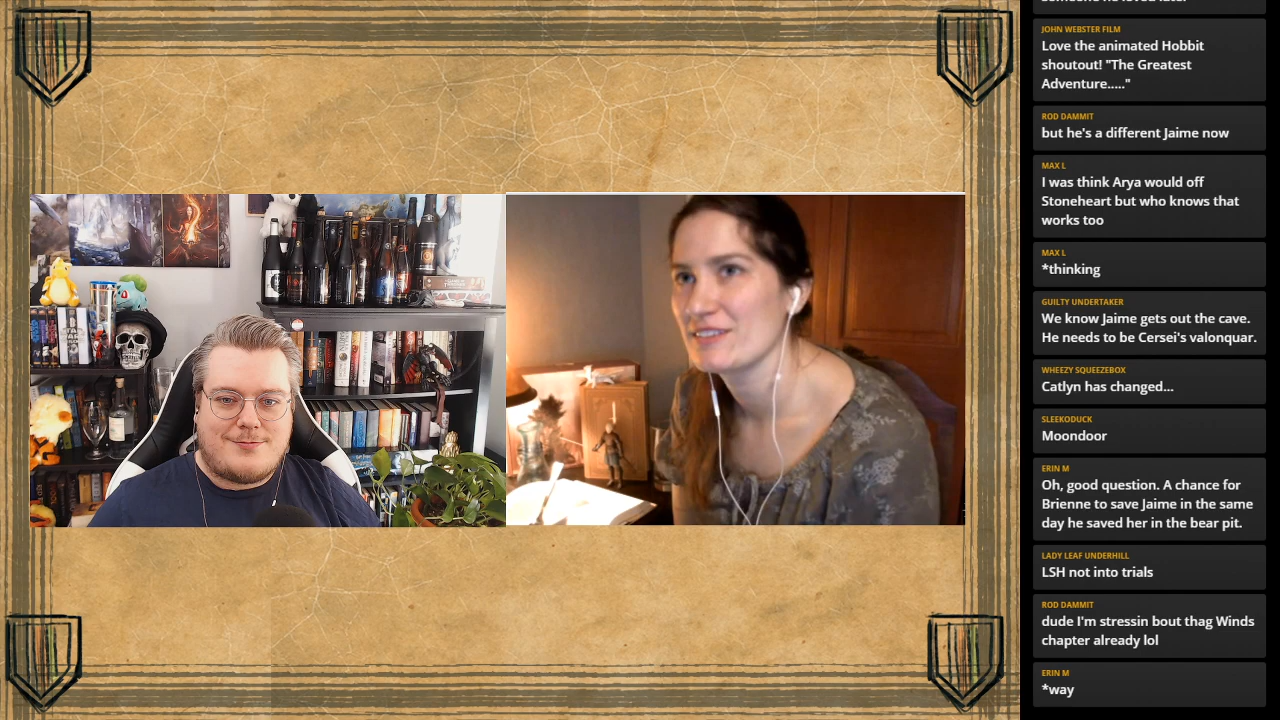 JOHN WEBSTER FILM
Love the animated Hobbit
shoutout! "The Greatest
Adventure....."
ROD DAMMIT
but he's a different Jaime now
MAX L
I was think Arya would off
Stoneheart but who knows that
works too
MAX L
*thinking
GUILTY UNDERTAKER
We know Jaime gets out the cave.
He needs to be Cersei's valonquar.
WHEEZY SQUEEZEBOX
Catlyn has changed...
SLEEKODUCK
Moondoor
ERIN M
Oh, good question. A chance for
Brienne to save Jaime in the same
day he saved her in the bear pit.
LADY LEAF UNDERHILL
LSH not into trials
ROD DAMMIT
dude I'm stressin bout thag Winds
chapter already lol
ERIN M
*way